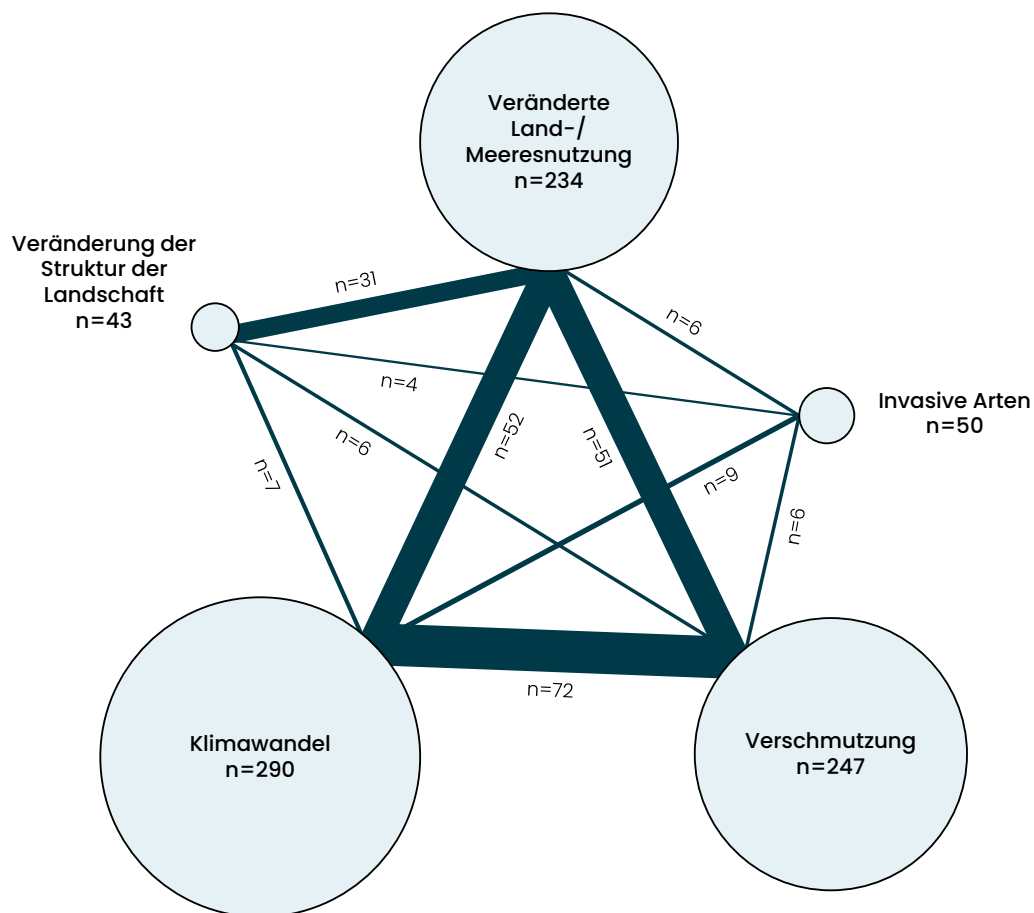 Veränderte
Land-/
Meeresnutzung
n=234
Veränderung der
Struktur der
Landschaft
n=43
n=31
n=6
n=4
Invasive Arten
n=50
n=52
n=51
n=6
n=7
n=9
n=6
n=72
Klimawandel
n=290
Verschmutzung
n=247